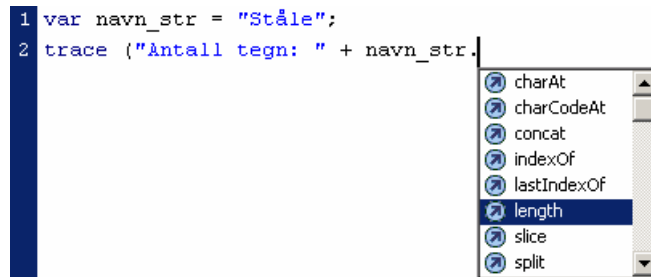 1 var navn_str = "Ståle";
2 trace ("Antall tegn: " + navn_str.
charAt
charCodeAt
concat
indexOf
lastIndexOf
length
slice
split